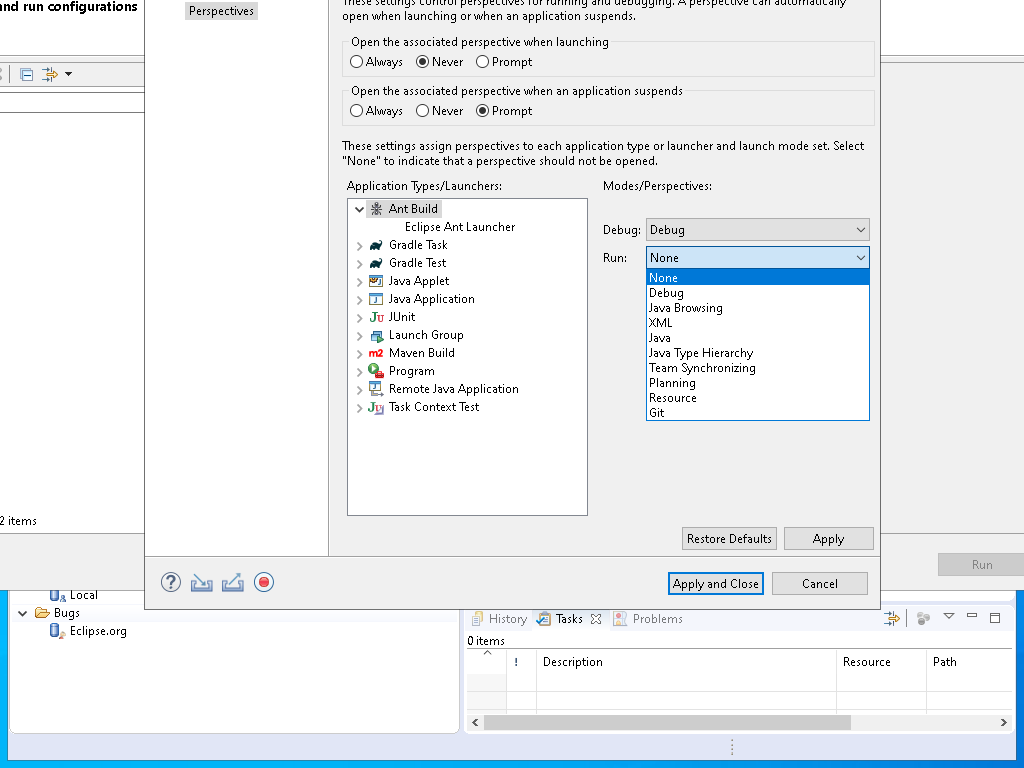 and run configurations
Perspectives
These settings control perspectives for running and debugging. A perspective can automatically
open when launching or when an application suspends.
Open the associated perspective when launching
Always
Never
Prompt
Open the associated perspective when an application suspends
Always
Never
Prompt
These settings assign perspectives to each application type or launcher and launch mode set. Select
"None" to indicate that a perspective should not be opened.
Application Types/Launchers:
Modes/Perspectives:
Ant Build
Eclipse Ant Launcher
Gradle Task
Gradle Test
Java Applet
Java Application
JUnit
Launch Group
Maven Build
Program
Remote Java Application
Task Context Test
Debug:
Debug
Run:
None
None
Debug
Java Browsing
XML
Java
Java Type Hierarchy
Team Synchronizing
Planning
Resource
Git
2 items
Restore Defaults
Apply
Apply and Close
Cancel
Run
Local
Bugs
Eclipse.org
History
Tasks
Problems
0 items
!
Description
Resource
Path